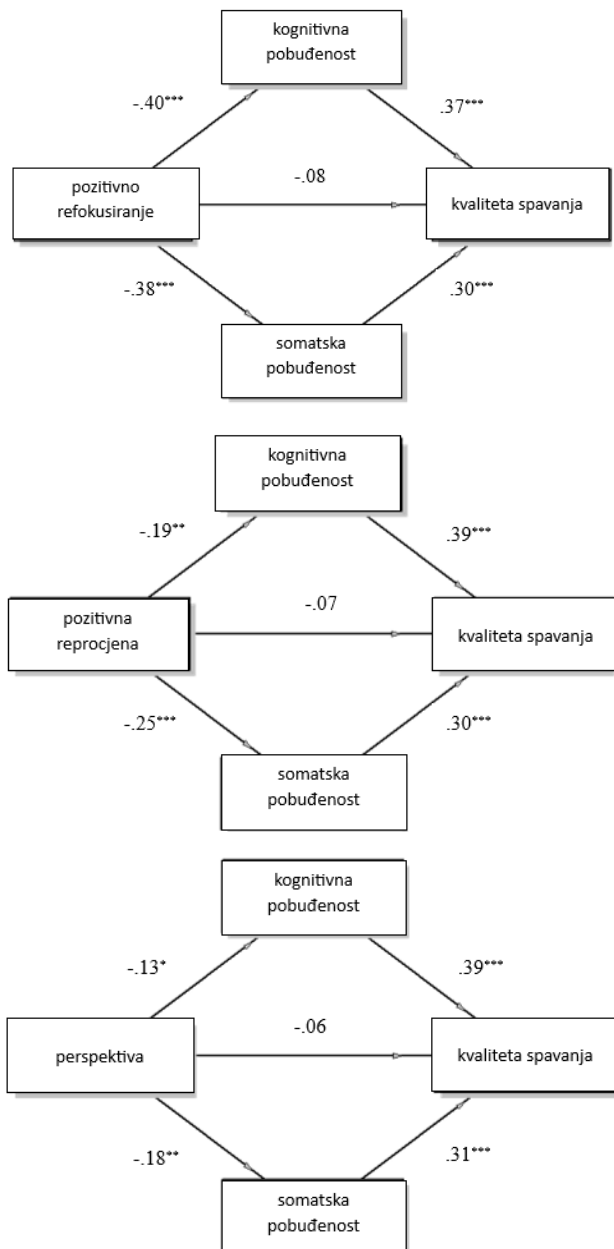 kognitivna
pobuđenost
-.40***
.37***
pozitivno
refokusiranje
-.08
kvaliteta spavanja
-.38***
.30***
somatska
pobuđenost
kognitivna
pobuđenost
-.19**
.39***
pozitivna
reprocjena
-.07
kvaliteta spavanja
-.25***
.30***
somatska
pobuđenost
kognitivna
pobuđenost
-.13*
.39***
perspektiva
-.06
kvaliteta spavanja
-.18**
.31***
somatska
pobuđenost